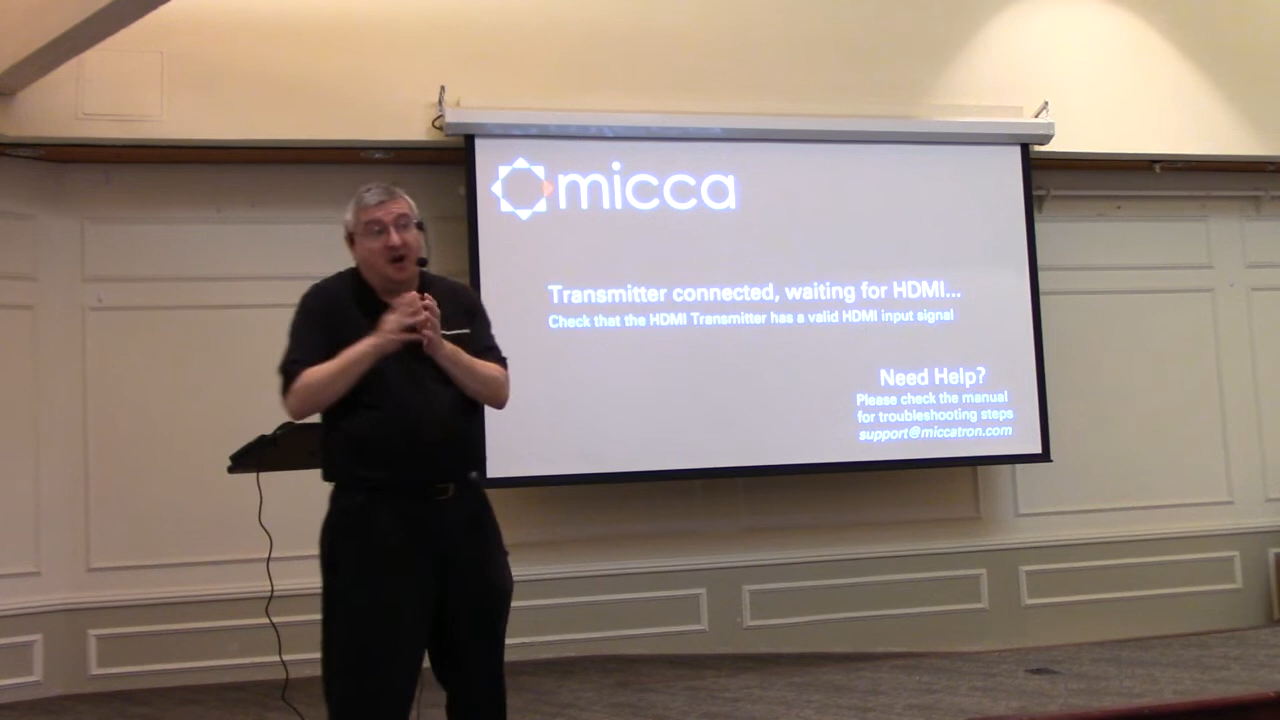 micca
Transmitter connected, waiting for HDMI...
Check that the HDMI Transmitter has a valid HDMI input signal
Need Help?
Please check the manual
for troubleshooting steps
support@miccatron.com